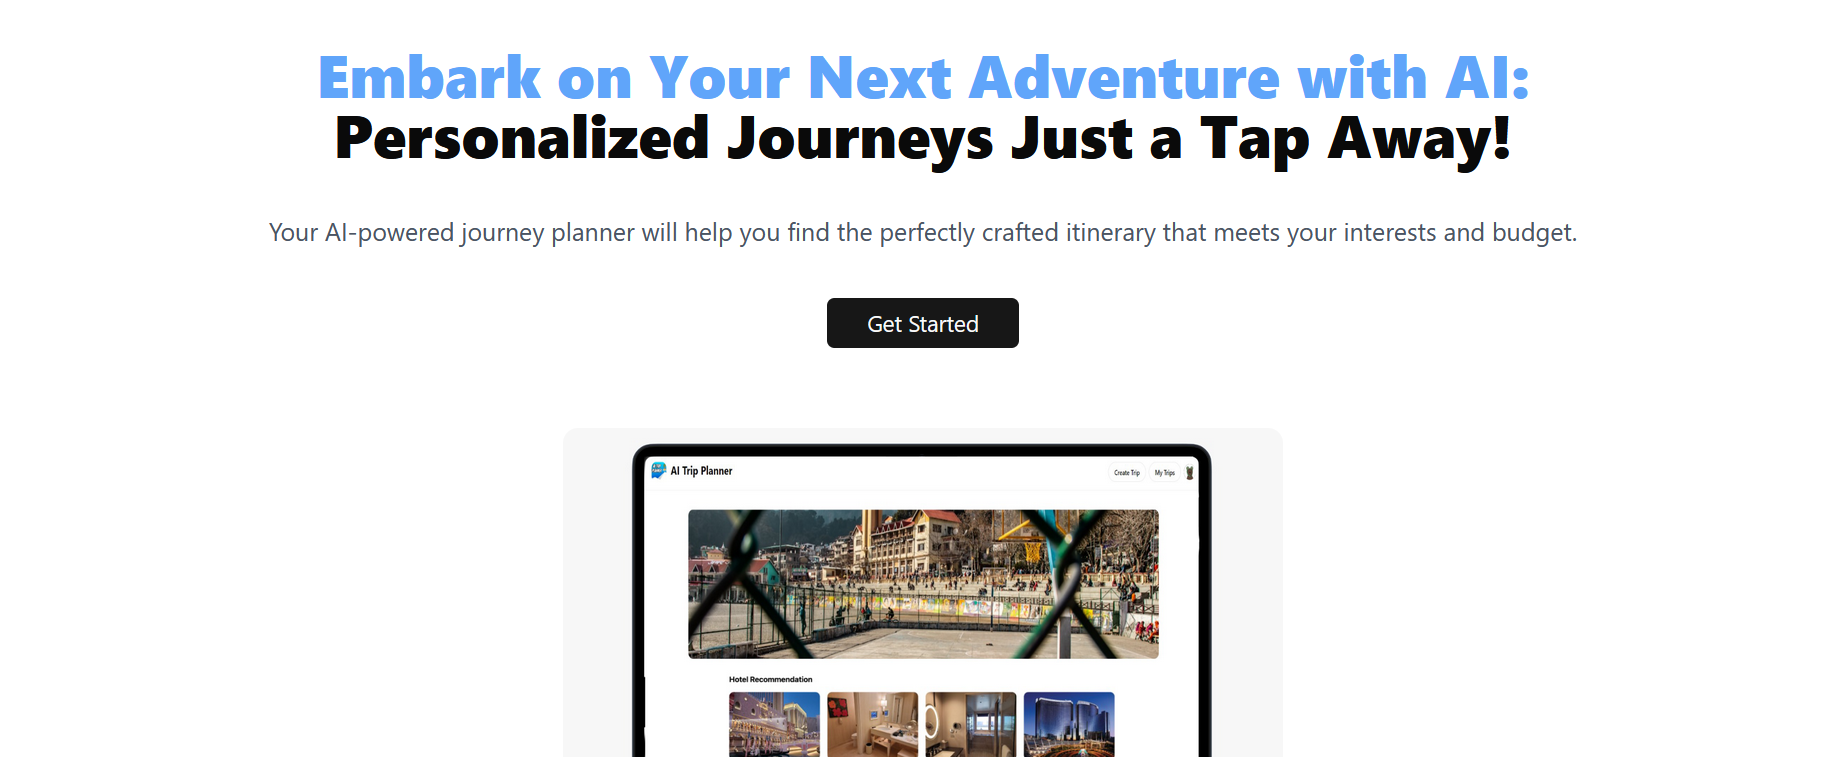 Embark on Your Next Adventure with AI:
Personalized Journeys Just a Tap Away!
Your AI-powered journey planner will help you find the perfectly crafted itinerary that meets your interests and budget.
Get Started
AI Trip Planner
Create Trip
My Trips
Hotel Recommendation